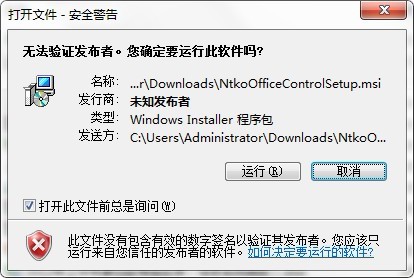 打开文件 - 安全警告
无法验证发布者。您确定要运行此软件吗?
名称: ...r\Downloads\NtkoOfficeControlSetup.msi
发行商: 未知发布者
类型: Windows Installer 程序包
发送方: C:\Users\Administrator\Downloads\NtkoO...
运行(R) 取消
打开此文件前总是询问(W)
此文件没有包含有效的数字签名以验证其发布者。您应该只
运行来自您信任的发布者的软件。如何决定要运行的软件?